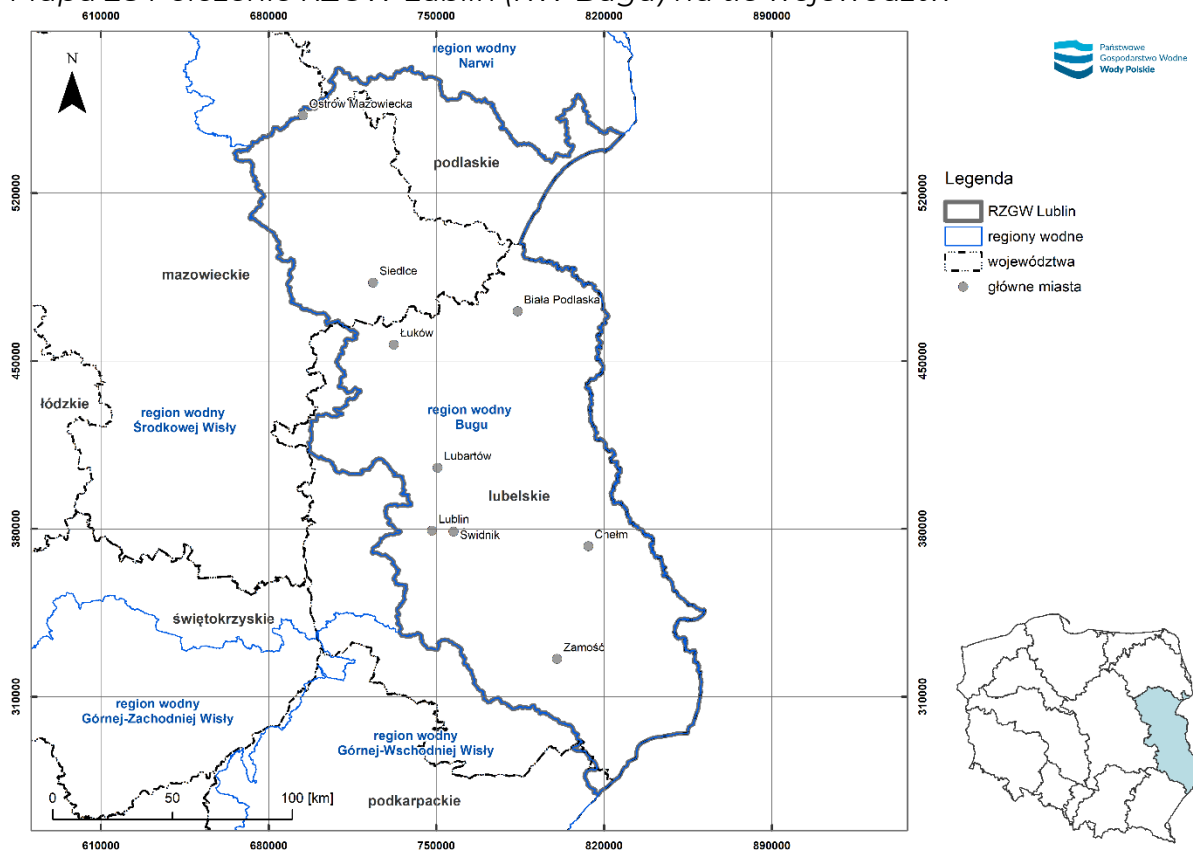 Mapa Położenie RZGW Lublin (RW Bugu) na tle województw
610000 680000 750000 820000 890000
N
region wodny
Narwi
Ostrów Mazowiecka
podlaskie
520000 520000
mazowieckie
Siedlce
Biała Podlaska
Łuków
450000 450000
łódzkie
region wodny
Środkowej Wisły
region wodny
Bugu
Lubartów
lubelskie
Lublin
Świdnik
Chełm
380000 380000
świętokrzyskie
Zamość
310000 310000
region wodny
Górnej-Zachodniej Wisły
region wodny
Górnej-Wschodniej Wisły
podkarpackie
0 50 100 [km]
610000 680000 750000 820000 890000
Państwowe
Gospodarstwo Wodne
Wody Polskie
Legenda
RZGW Lublin
regiony wodne
województwa
główne miasta